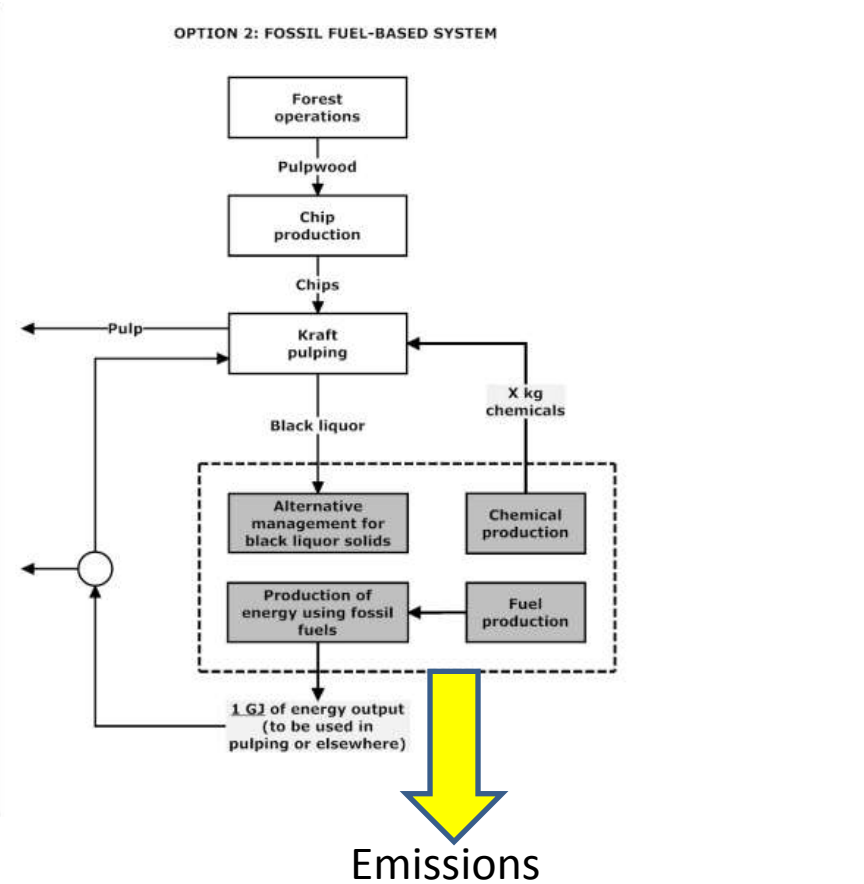 OPTION 2: FOSSIL FUEL-BASED SYSTEM
Forest
operations
Pulpwood
Chip
production
Chips
Pulp
Kraft
pulping
X kg
chemicals
Black liquor
Alternative
management for
black liquor solids
Chemical
production
Production of
energy using fossil
fuels
Fuel
production
1 GJ of energy output
(to be used in
pulping or elsewhere)
Emissions